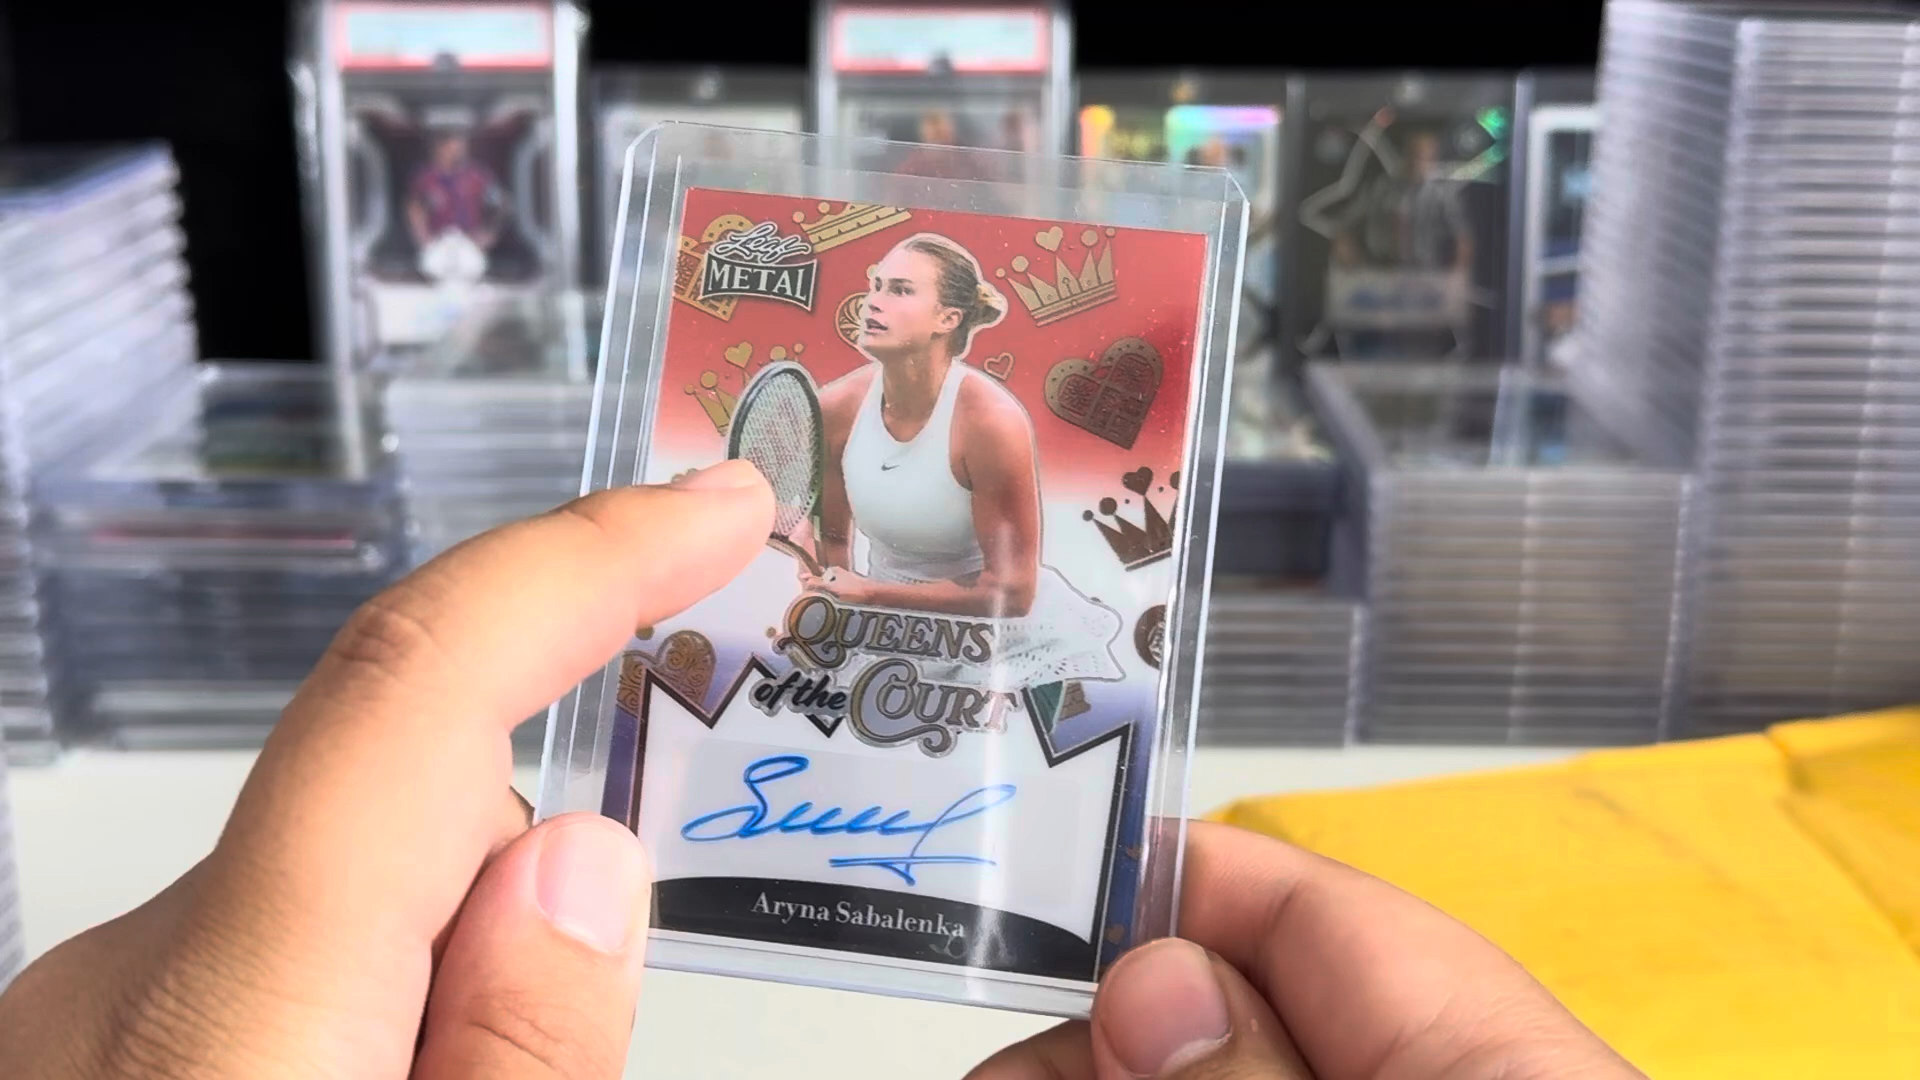 Leaf
METAL
QUEENS
of the COURT
Aryna Sabalenka